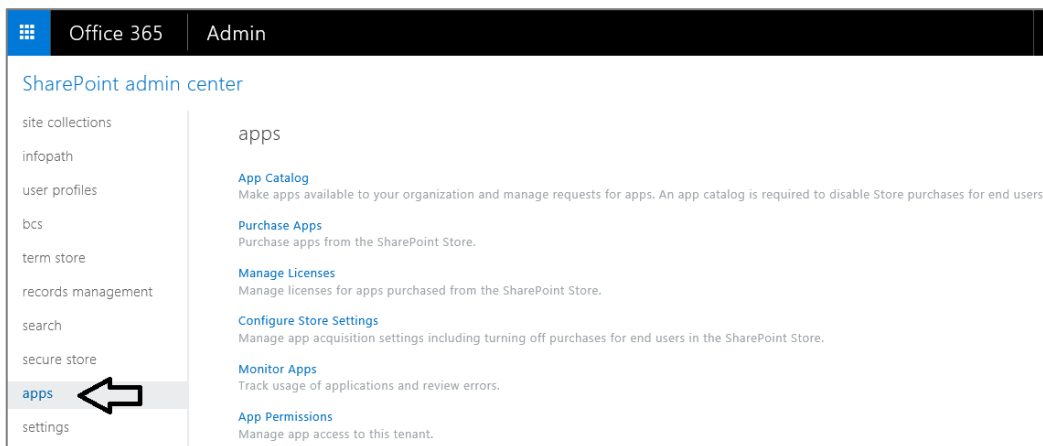 Office 365 Admin
SharePoint admin center
site collections
infopath
user profiles
bcs
term store
records management
search
secure store
apps
settings
apps
App Catalog
Make apps available to your organization and manage requests for apps. An app catalog is required to disable Store purchases for end users
Purchase Apps
Purchase apps from the SharePoint Store.
Manage Licenses
Manage licenses for apps purchased from the SharePoint Store.
Configure Store Settings
Manage app acquisition settings including turning off purchases for end users in the SharePoint Store.
Monitor Apps
Track usage of applications and review errors.
App Permissions
Manage app access to this tenant.